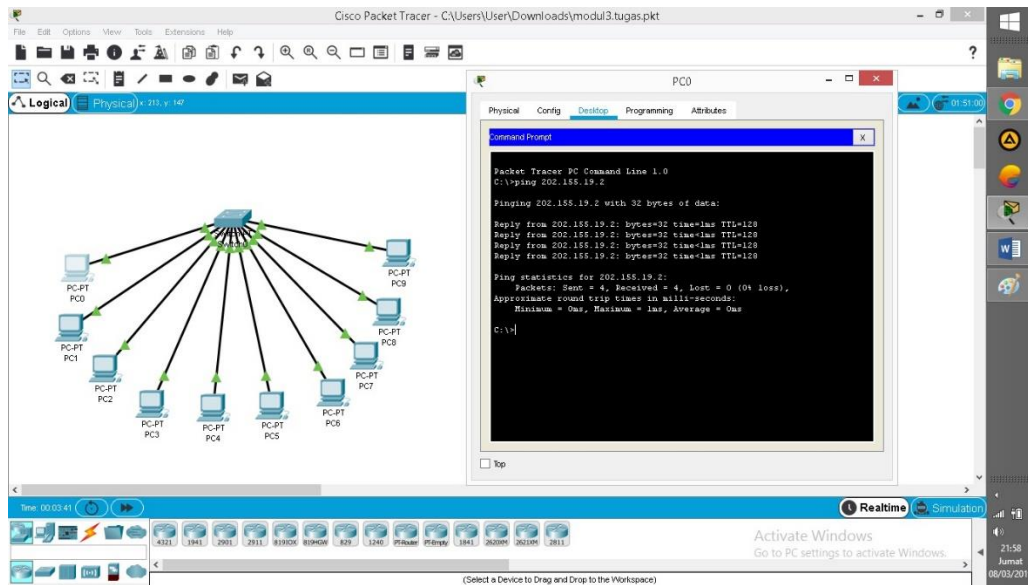 Cisco Packet Tracer - C:\Users\User\Downloads\modul3.tugas.pkt
File Edit Options View Tools Extensions Help
?
Logical Physical x: 213, y: 147
01:51:00
PC0
Physical Config Desktop Programming Attributes
Command Prompt X
Packet Tracer PC Command Line 1.0
C:\>ping 202.155.19.2
Pinging 202.155.19.2 with 32 bytes of data:
Reply from 202.155.19.2: bytes=32 time=1ms TTL=128
Reply from 202.155.19.2: bytes=32 time<1ms TTL=128
Reply from 202.155.19.2: bytes=32 time<1ms TTL=128
Reply from 202.155.19.2: bytes=32 time<1ms TTL=128
Ping statistics for 202.155.19.2:
Packets: Sent = 4, Received = 4, Lost = 0 (0% loss),
Approximate round trip times in milli-seconds:
Minimum = 0ms, Maximum = 1ms, Average = 0ms
C:\>
Top
PC-PT
PC0
PC-PT
PC1
PC-PT
PC2
PC-PT
PC3
PC-PT
PC4
PC-PT
PC5
PC-PT
PC6
PC-PT
PC7
PC-PT
PC8
PC-PT
PC9
Time: 00:03:41
Realtime Simulation
4321 1941 2901 2911 819IOX 819HGW 829 1240 PT-Router PT-Empty 1841 2620XM 2621XM 2811
(Select a Device to Drag and Drop to the Workspace)
Activate Windows
Go to PC settings to activate Windows.
21:58
Jumat
08/03/201